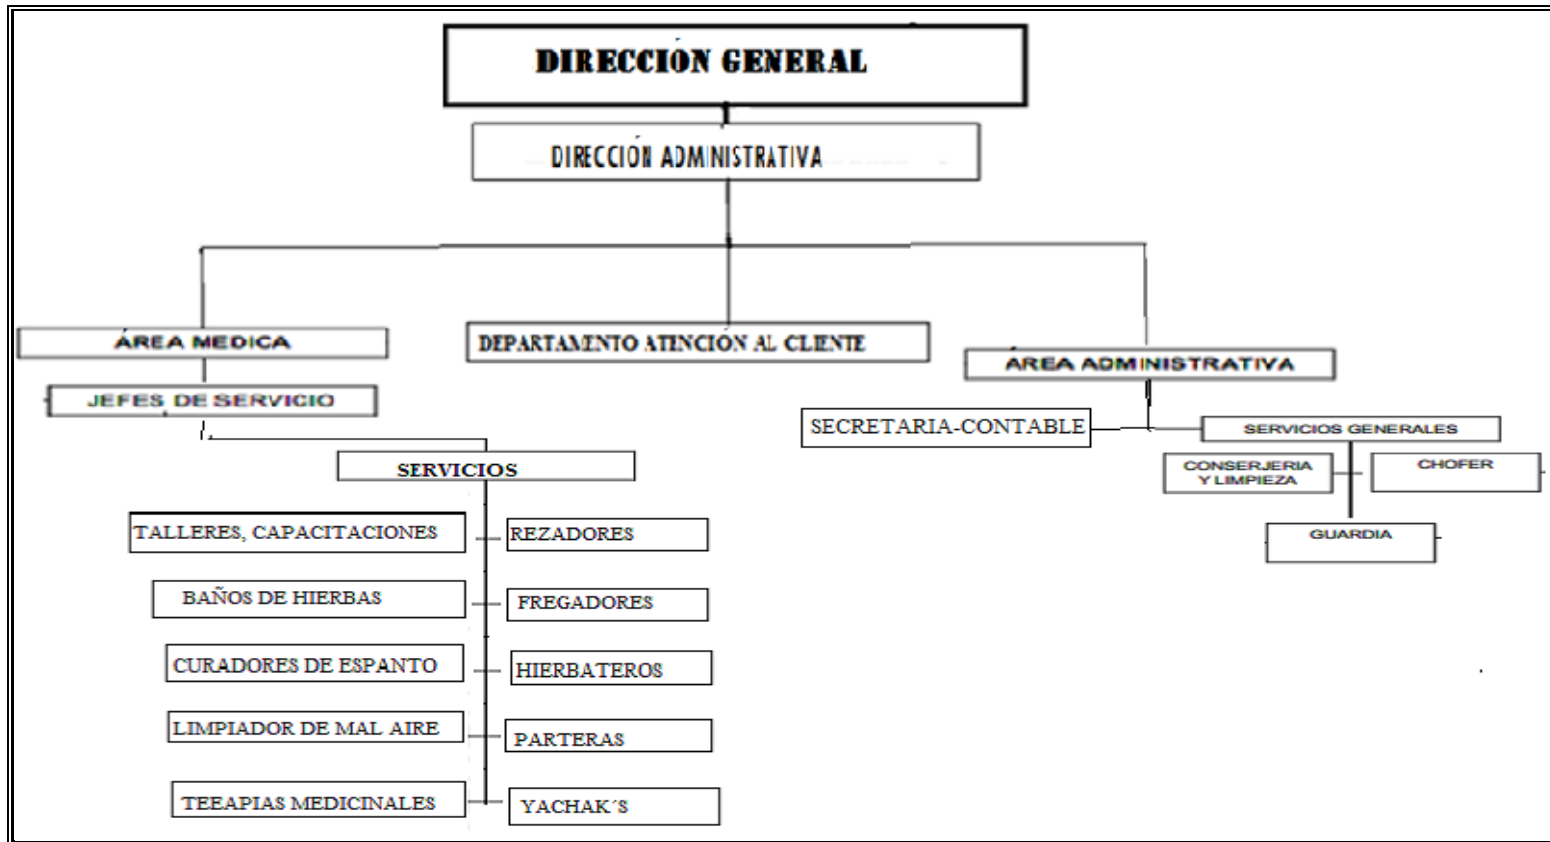 DIRECCIÓN GENERAL
DIRECCIÓN ADMINISTRATIVA
ÁREA MEDICA
DEPARTAMENTO ATENCIÓN AL CLIENTE
ÁREA ADMINISTRATIVA
JEFES DE SERVICIO
SECRETARIA-CONTABLE
SERVICIOS GENERALES
SERVICIOS
CONSERJERIA
Y LIMPIEZA
CHOFER
GUARDIA
TALLERES, CAPACITACIONES
REZADORES
BAÑOS DE HIERBAS
FREGADORES
CURADORES DE ESPANTO
HIERBATEROS
LIMPIADOR DE MAL AIRE
PARTERAS
TEEAPIAS MEDICINALES
YACHAK´S